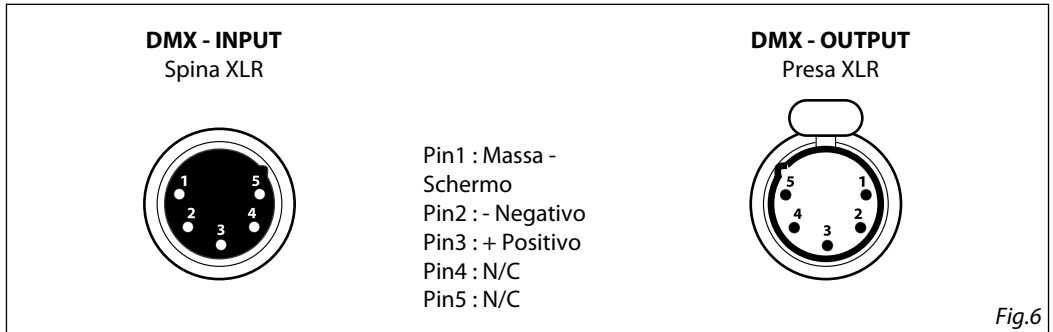 DMX - INPUT
Spina XLR
1
5
2
4
3
Pin1 : Massa -
Schermo
Pin2 : - Negativo
Pin3 : + Positivo
Pin4 : N/C
Pin5 : N/C
DMX - OUTPUT
Presa XLR
5
1
4
2
3
Fig.6